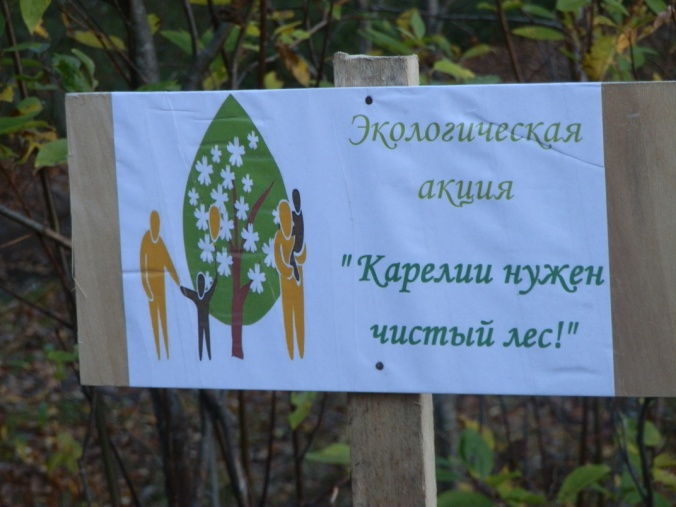 Экологическая
акция
"Карелии нужен
чистый лес!"